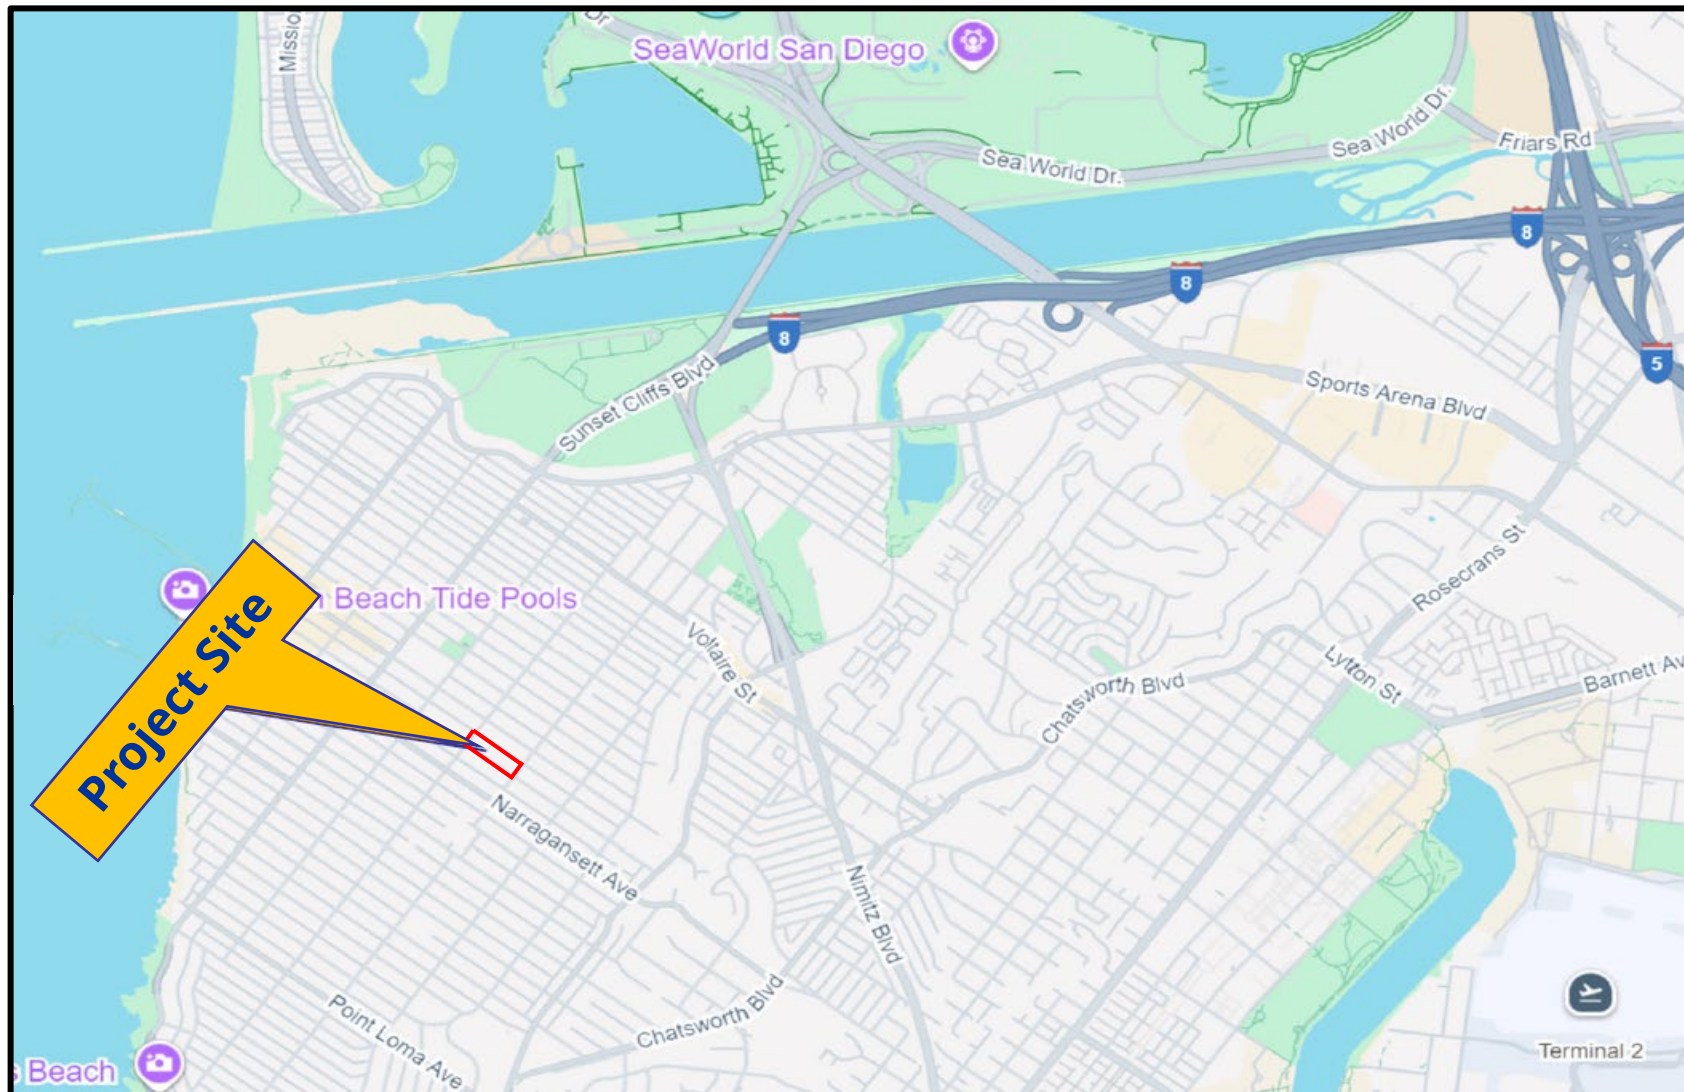 Missio
Dr
SeaWorld San Diego
Sea World Dr.
Sea World Dr.
Friars Rd
8
8
8
5
Sunset Cliffs Blvd
Sports Arena Blvd
Rosecrans St
Beach Tide Pools
Project Site
Voltaire St
Chatsworth Blvd
Lytton St
Barnett Av
Narragansett Ave
Nimitz Blvd
Point Loma Ave
Chatsworth Blvd
Terminal 2
s Beach